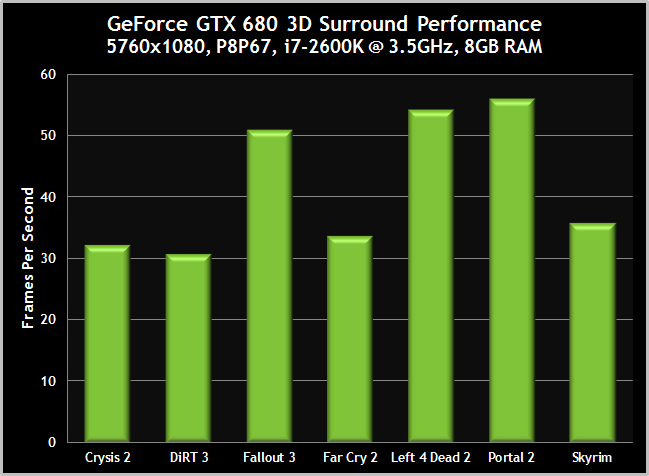 GeForce GTX 680 3D Surround Performance
5760x1080, P8P67, i7-2600K @ 3.5GHz, 8GB RAM
Frames Per Second
60
50
40
30
20
10
0
Crysis 2 DiRT 3 Fallout 3 Far Cry 2 Left 4 Dead 2 Portal 2 Skyrim